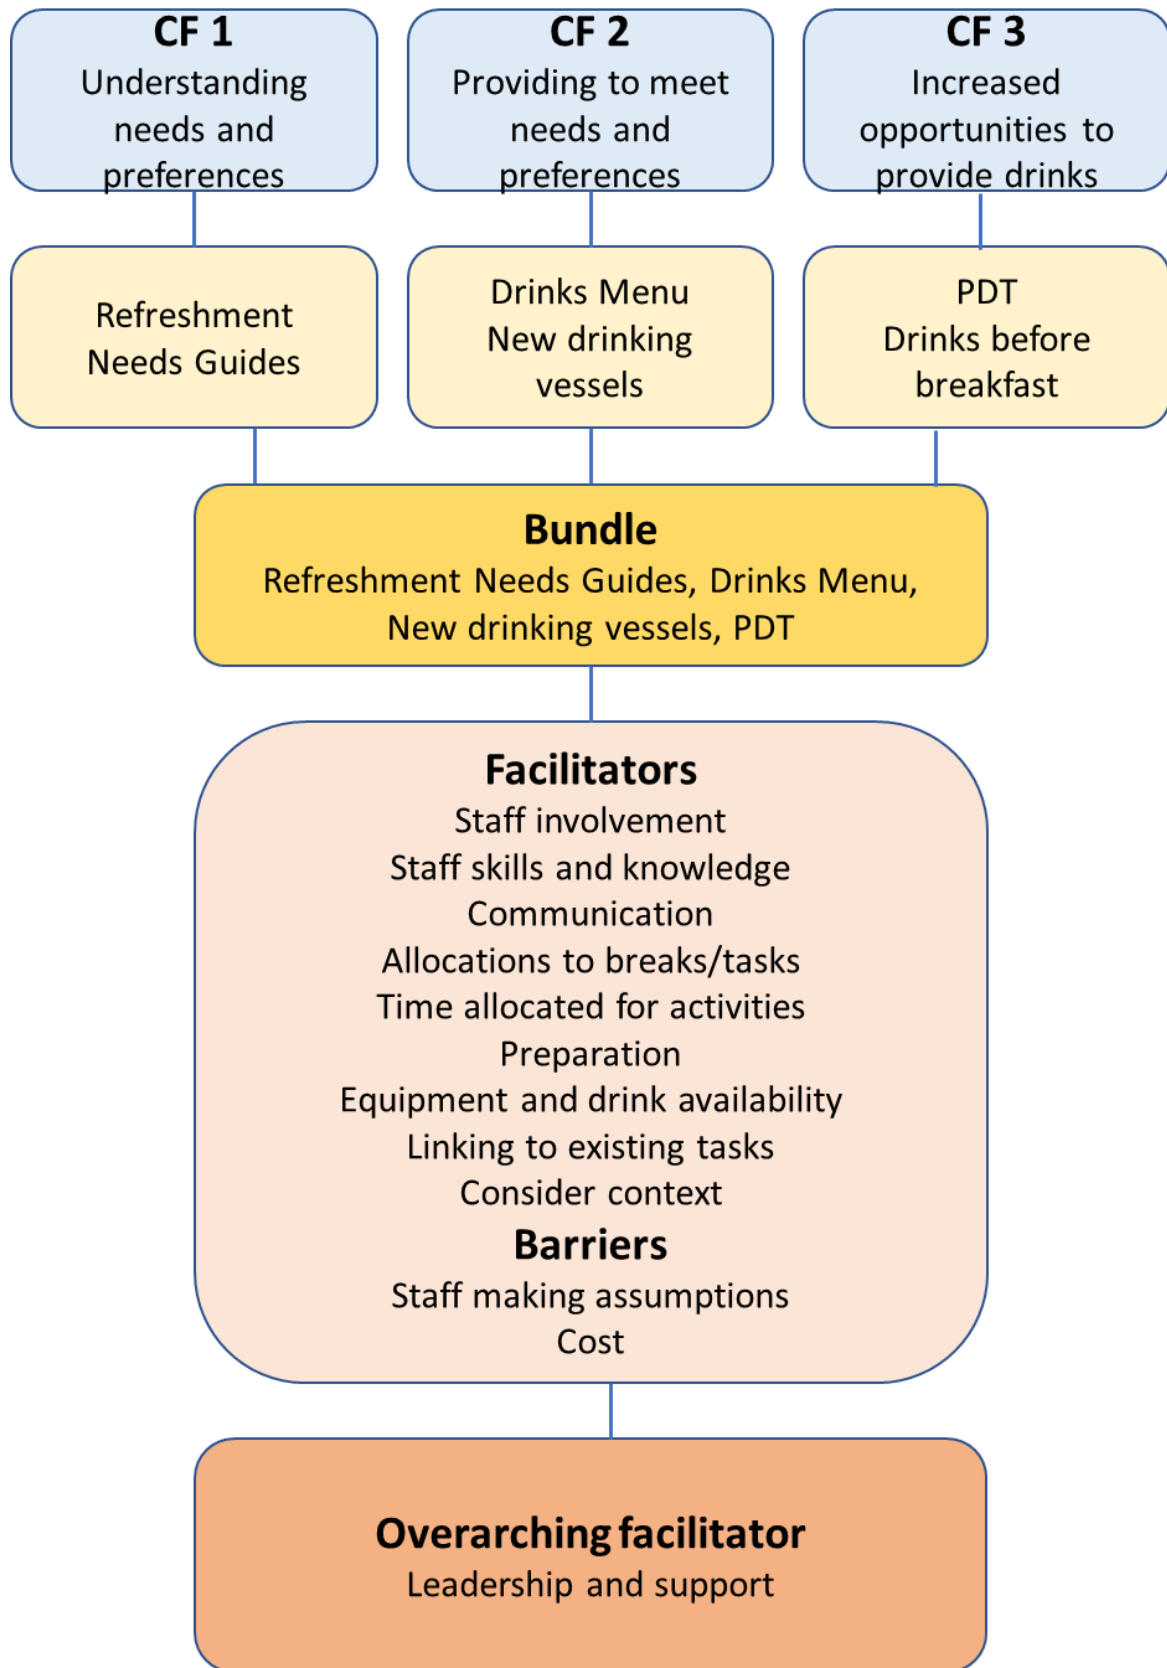 CF 1
Understanding
needs and
preferences
CF 2
Providing to meet
needs and
preferences
CF 3
Increased
opportunities to
provide drinks
Refreshment
Needs Guides
Drinks Menu
New drinking
vessels
PDT
Drinks before
breakfast
Bundle
Refreshment Needs Guides, Drinks Menu,
New drinking vessels, PDT
Facilitators
Staff involvement
Staff skills and knowledge
Communication
Allocations to breaks/tasks
Time allocated for activities
Preparation
Equipment and drink availability
Linking to existing tasks
Consider context
Barriers
Staff making assumptions
Cost
Overarching facilitator
Leadership and support